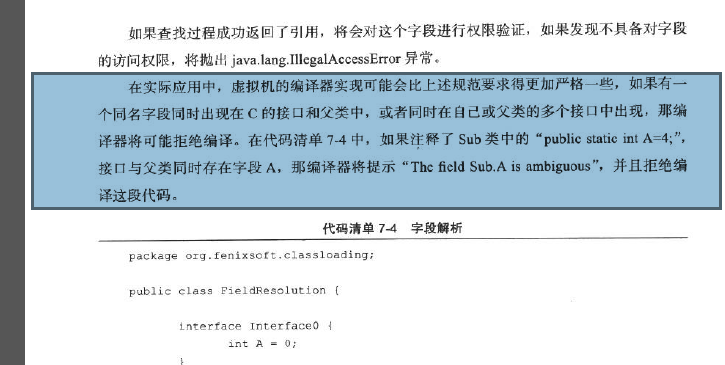 如果查找过程成功返回了引用，将会对这个字段进行权限验证，如果发现不具备对字段
的访问权限，将抛出 java.lang.IllegalAccessError 异常。
在实际应用中，虚拟机的编译器实现可能会比上述规范要求得更加严格一些，如果有一
个同名字段同时出现在 C 的接口和父类中，或者同时在自己或父类的多个接口中出现，那编
译器将可能拒绝编译。在代码清单 7-4 中，如果注释了 Sub 类中的“public static int A=4;”，
接口与父类同时存在字段 A，那编译器将提示“The field Sub.A is ambiguous”，并且拒绝编
译这段代码。
代码清单 7-4 字段解析
package org.fenixsoft.classloading;
public class FieldResolution {
interface Interface0 {
int A = 0;
}